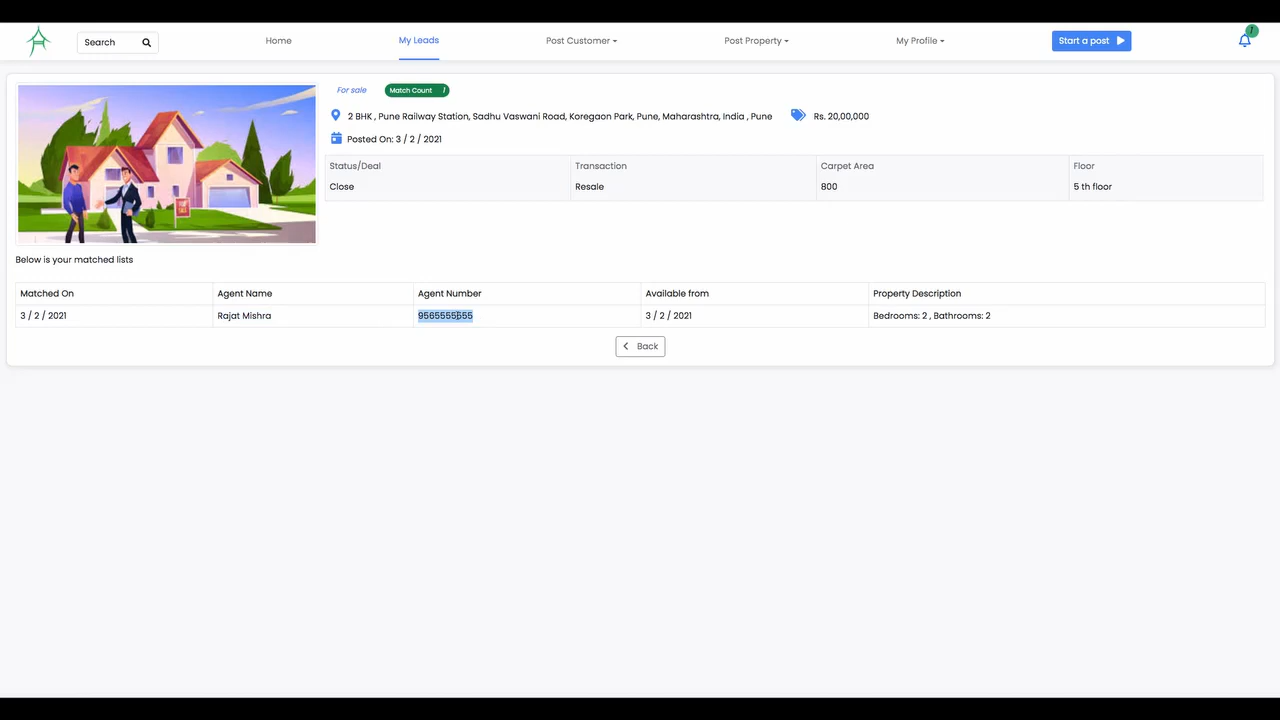 Search
Home
My Leads
Post Customer
Post Property
My Profile
Start a post
For sale
Match Count 1
2 BHK , Pune Railway Station, Sadhu Vaswani Road, Koregaon Park, Pune, Maharashtra, India , Pune
Rs. 20,00,000
Posted On: 3 / 2 / 2021
Status/Deal Transaction Carpet Area Floor
Close Resale 800 5 th floor
Below is your matched lists
Matched On Agent Name Agent Number Available from Property Description
3 / 2 / 2021 Rajat Mishra 9565555555 3 / 2 / 2021 Bedrooms: 2 , Bathrooms: 2
Back